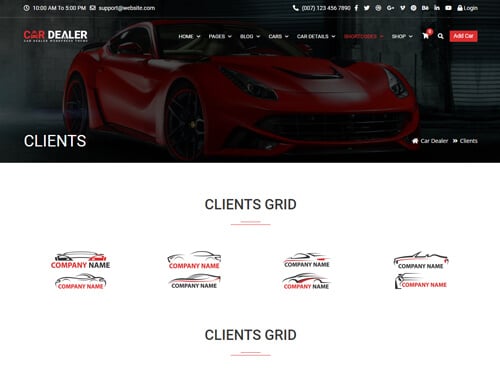 10:00 AM To 5:00 PM support@website.com (007) 123 456 7890 Login
CAR DEALER
CAR DEALER WORDPRESS THEME
HOME PAGES BLOG CARS CAR DETAILS SHORTCODES SHOP 0 Add Car
CLIENTS
Car Dealer » Clients
CLIENTS GRID
COMPANY NAME COMPANY NAME COMPANY NAME COMPANY NAME
COMPANY NAME COMPANY NAME COMPANY NAME COMPANY NAME
CLIENTS GRID